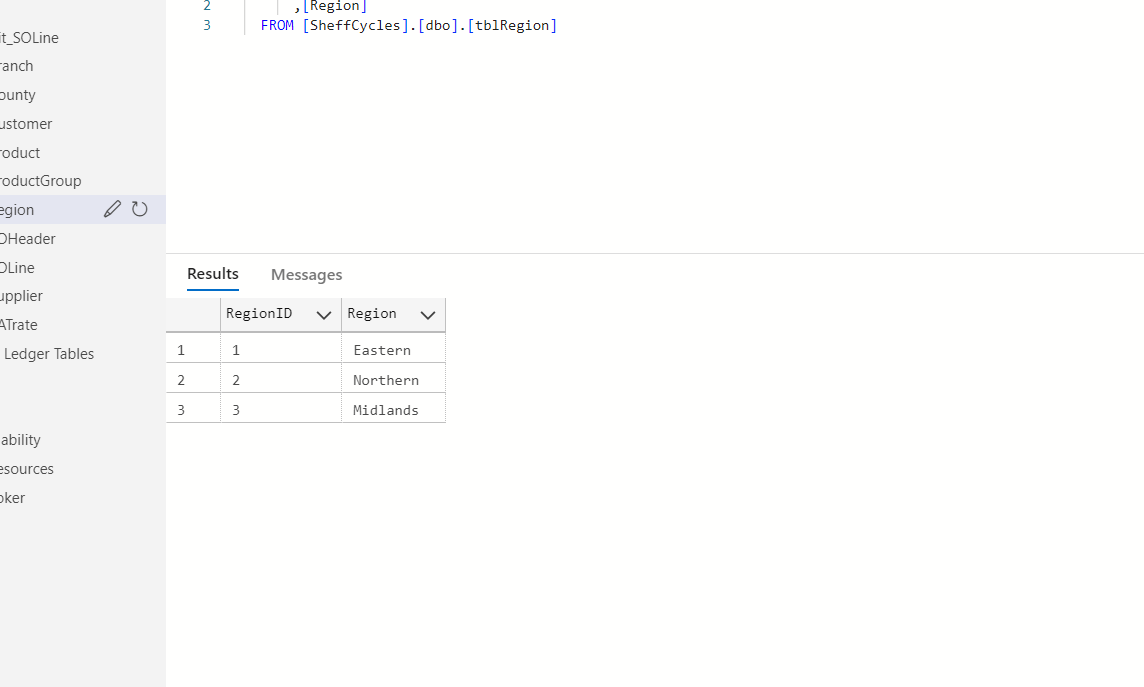 2 ,[Region]
3 FROM [SheffCycles].[dbo].[tblRegion]
it_SOLine
ranch
ounty
ustomer
roduct
roductGroup
egion
OHeader
OLine
upplier
ATrate
Ledger Tables
ability
esources
oker
Results Messages
RegionID Region
1 1 Eastern
2 2 Northern
3 3 Midlands